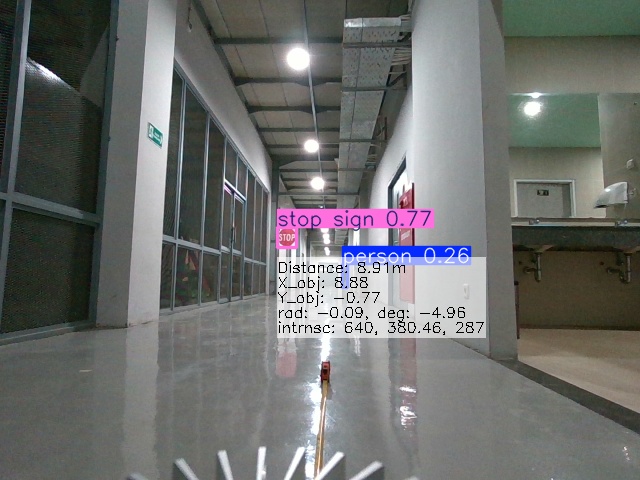 stop sign 0.77
STOP
person 0.26
Distance: 8.91m
X_obj: 8.88
Y_obj: -0.77
rad: -0.09, deg: -4.96
intrnsc: 640, 380.46, 287